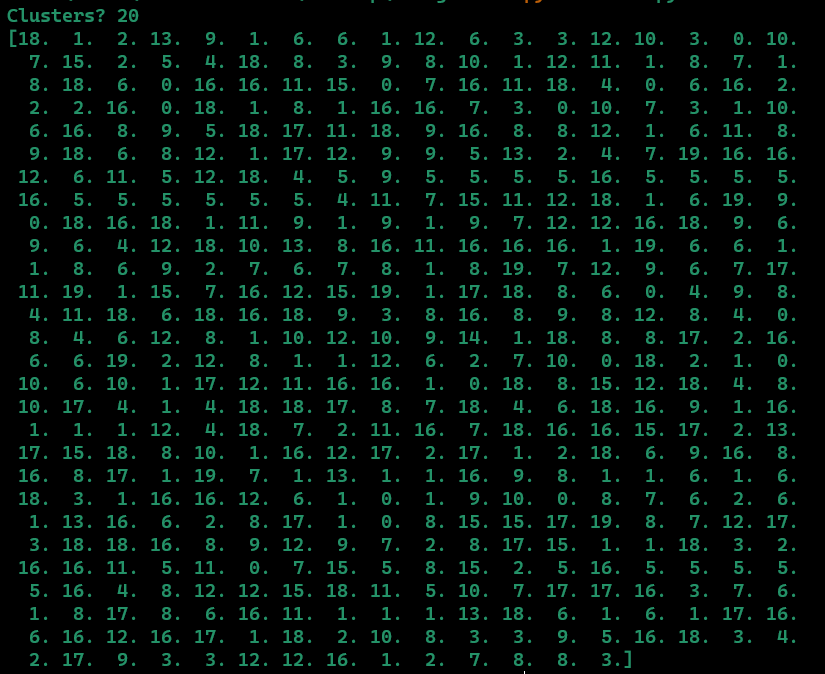 Clusters? 20
[18. 1. 2. 13. 9. 1. 6. 6. 1. 12. 6. 3. 3. 12. 10. 3. 0. 10.
7. 15. 2. 5. 4. 18. 8. 3. 9. 8. 10. 1. 12. 11. 1. 8. 7. 1.
8. 18. 6. 0. 16. 16. 11. 15. 0. 7. 16. 11. 18. 4. 0. 6. 16. 2.
2. 2. 16. 0. 18. 1. 8. 1. 16. 16. 7. 3. 0. 10. 7. 3. 1. 10.
6. 16. 8. 9. 5. 18. 17. 11. 18. 9. 16. 8. 8. 12. 1. 6. 11. 8.
9. 18. 6. 8. 12. 1. 17. 12. 9. 9. 5. 13. 2. 4. 7. 19. 16. 16.
12. 6. 11. 5. 12. 18. 4. 5. 9. 5. 5. 5. 5. 16. 5. 5. 5. 5.
16. 5. 5. 5. 5. 5. 5. 4. 11. 7. 15. 11. 12. 18. 1. 6. 19. 9.
0. 18. 16. 18. 1. 11. 9. 1. 9. 1. 9. 7. 12. 12. 16. 18. 9. 6.
9. 6. 4. 12. 18. 10. 13. 8. 16. 11. 16. 16. 16. 1. 19. 6. 6. 1.
1. 8. 6. 9. 2. 7. 6. 7. 8. 1. 8. 19. 7. 12. 9. 6. 7. 17.
11. 19. 1. 15. 7. 16. 12. 15. 19. 1. 17. 18. 8. 6. 0. 4. 9. 8.
4. 11. 18. 6. 18. 16. 18. 9. 3. 8. 16. 8. 9. 8. 12. 8. 4. 0.
8. 4. 6. 12. 8. 1. 10. 12. 10. 9. 14. 1. 18. 8. 8. 17. 2. 16.
6. 6. 19. 2. 12. 8. 1. 1. 12. 6. 2. 7. 10. 0. 18. 2. 1. 0.
10. 6. 10. 1. 17. 12. 11. 16. 16. 1. 0. 18. 8. 15. 12. 18. 4. 8.
10. 17. 4. 1. 4. 18. 18. 17. 8. 7. 18. 4. 6. 18. 16. 9. 1. 16.
1. 1. 1. 12. 4. 18. 7. 2. 11. 16. 7. 18. 16. 16. 15. 17. 2. 13.
17. 15. 18. 8. 10. 1. 16. 12. 17. 2. 17. 1. 2. 18. 6. 9. 16. 8.
16. 8. 17. 1. 19. 7. 1. 13. 1. 1. 16. 9. 8. 1. 1. 6. 1. 6.
18. 3. 1. 16. 16. 12. 6. 1. 0. 1. 9. 10. 0. 8. 7. 6. 2. 6.
1. 13. 16. 6. 2. 8. 17. 1. 0. 8. 15. 15. 17. 19. 8. 7. 12. 17.
3. 18. 18. 16. 8. 9. 12. 9. 7. 2. 8. 17. 15. 1. 1. 18. 3. 2.
16. 16. 11. 5. 11. 0. 7. 15. 5. 8. 15. 2. 5. 16. 5. 5. 5. 5.
5. 16. 4. 8. 12. 12. 15. 18. 11. 5. 10. 7. 17. 17. 16. 3. 7. 6.
1. 8. 17. 8. 6. 16. 11. 1. 1. 1. 13. 18. 6. 1. 6. 1. 17. 16.
6. 16. 12. 16. 17. 1. 18. 2. 10. 8. 3. 3. 9. 5. 16. 18. 3. 4.
2. 17. 9. 3. 3. 12. 12. 16. 1. 2. 7. 8. 8. 3.]